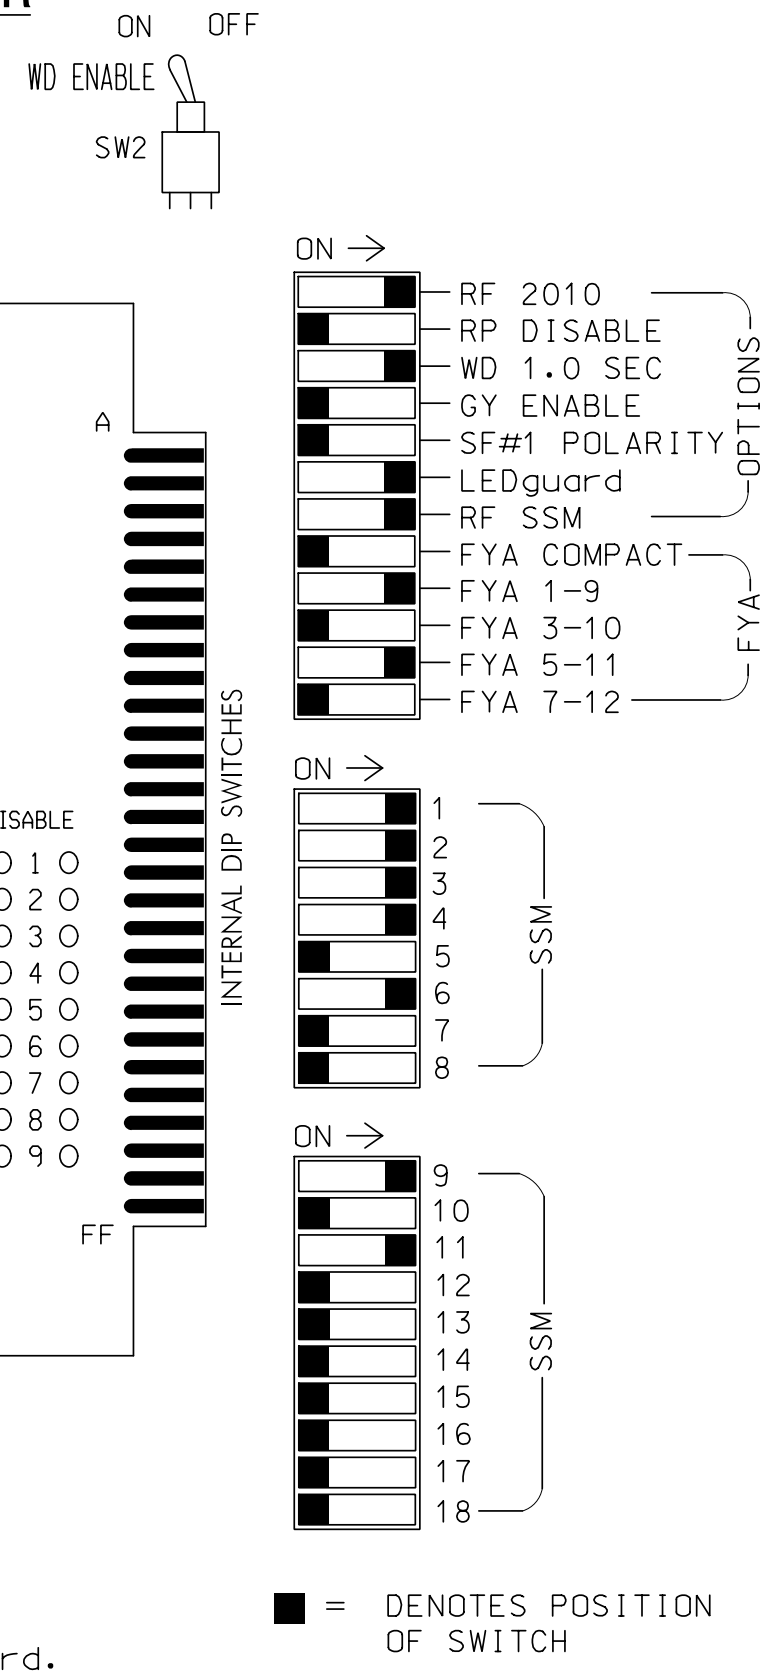 ON OFF
WD ENABLE
SW2
ON
RF 2010
RP DISABLE
WD 1.0 SEC
GY ENABLE
SF#1 POLARITY
LEDguard
RF SSM
OPTIONS
FYA COMPACT
FYA 1-9
FYA 3-10
FYA 5-11
FYA 7-12
FYA
A
FF
INTERNAL DIP SWITCHES
ISABLE
1
2
3
4
5
6
7
8
9
ON
1
2
3
4
5
6
7
8
SSM
ON
9
10
11
12
13
14
15
16
17
18
SSM
= DENOTES POSITION
OF SWITCH
rd.